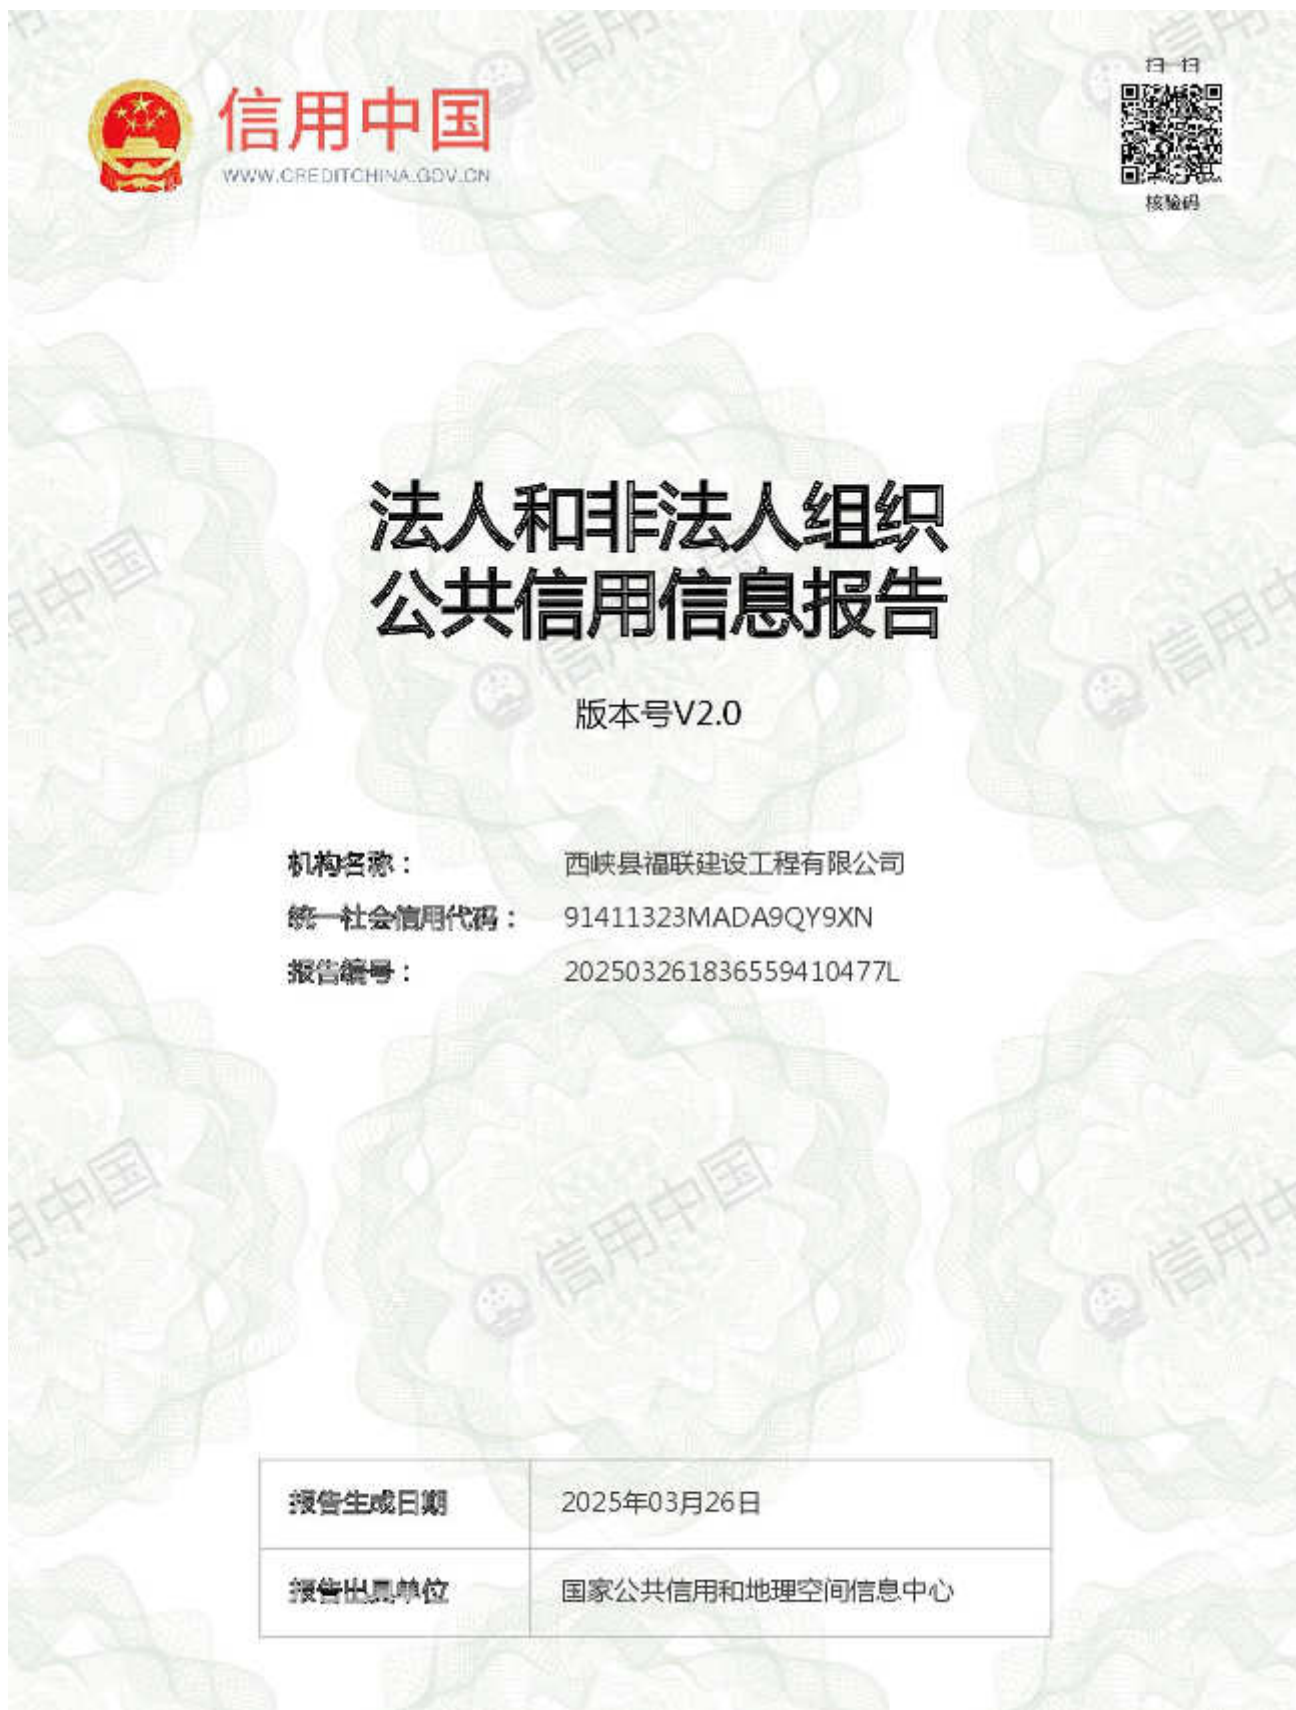 扫一扫
信用中国
WWW.CREDITCHINA.GOV.CN
核验码
法人和非法人组织
公共信用信息报告
版本号V2.0
机构名称： 西峡县福联建设工程有限公司
统一社会信用代码： 91411323MADA9QY9XN
报告编号： 202503261836559410477L
报告生成日期 2025年03月26日
报告出具单位 国家公共信用和地理空间信息中心
信用中国